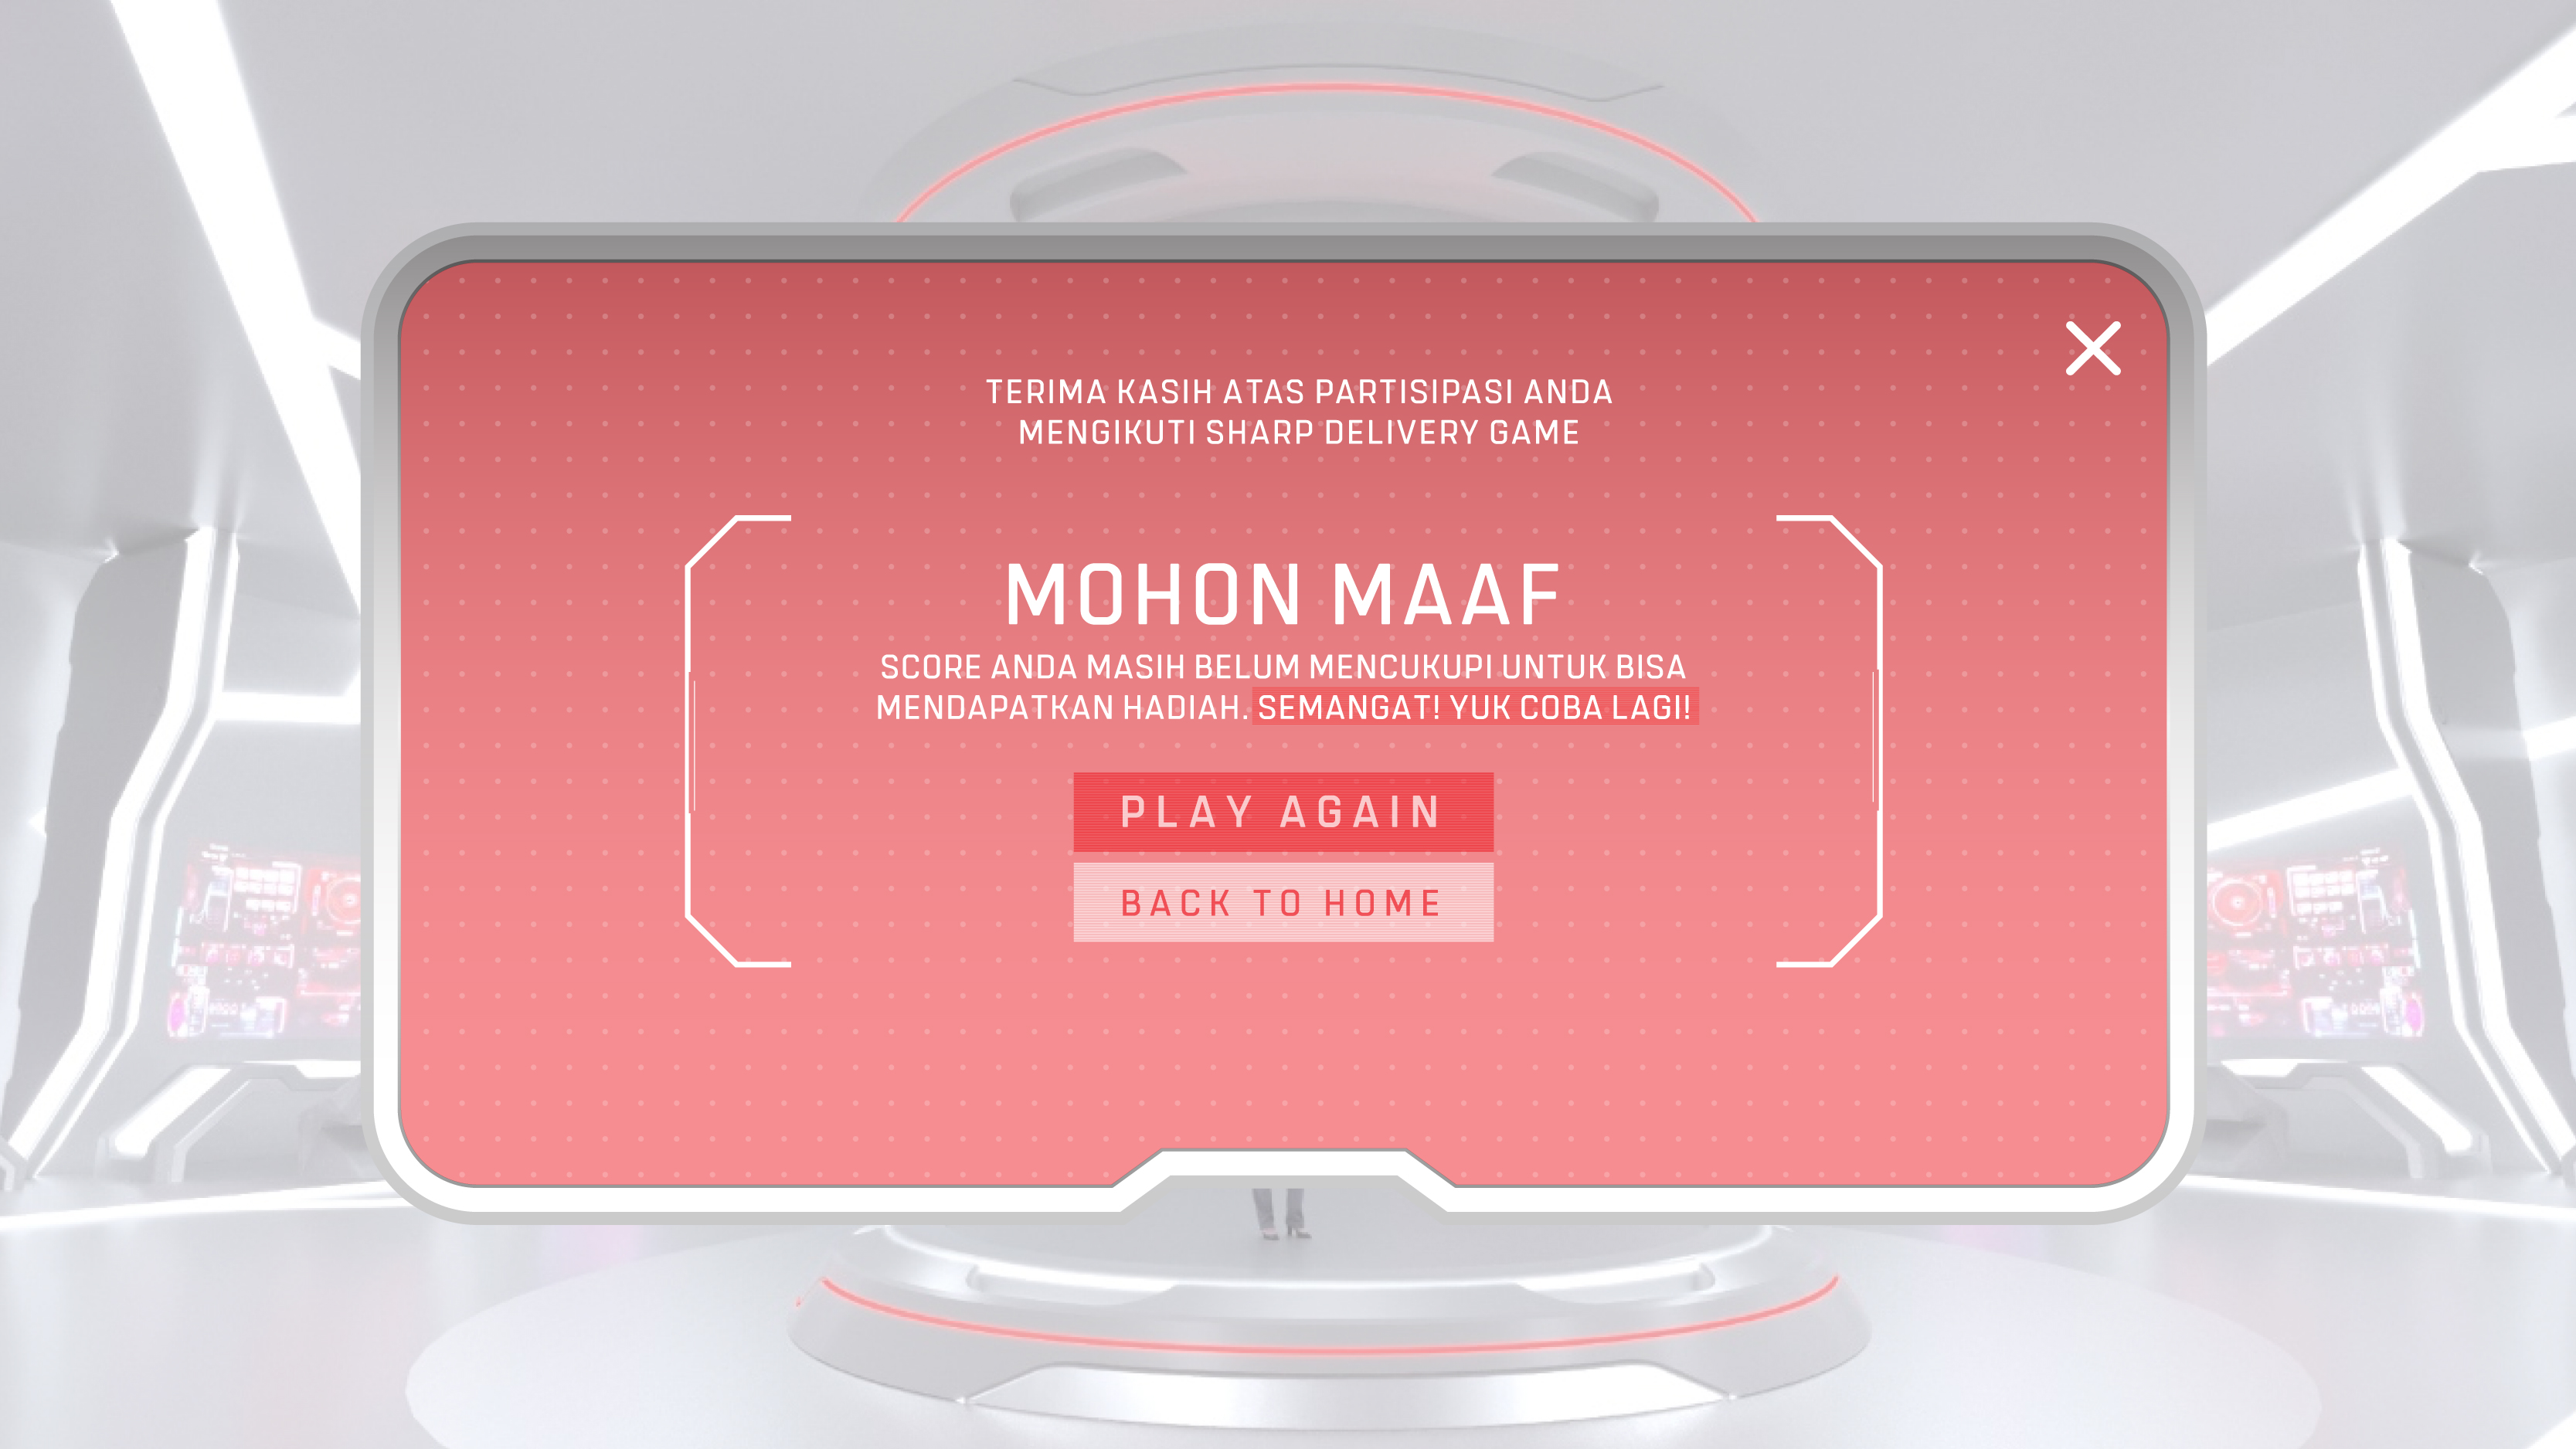 TERIMA KASIH ATAS PARTISIPASI ANDA
MENGIKUTI SHARP DELIVERY GAME
MOHON MAAF
SCORE ANDA MASIH BELUM MENCUKUPI UNTUK BISA
MENDAPATKAN HADIAH. SEMANGAT! YUK COBA LAGI!
PLAY AGAIN
BACK TO HOME